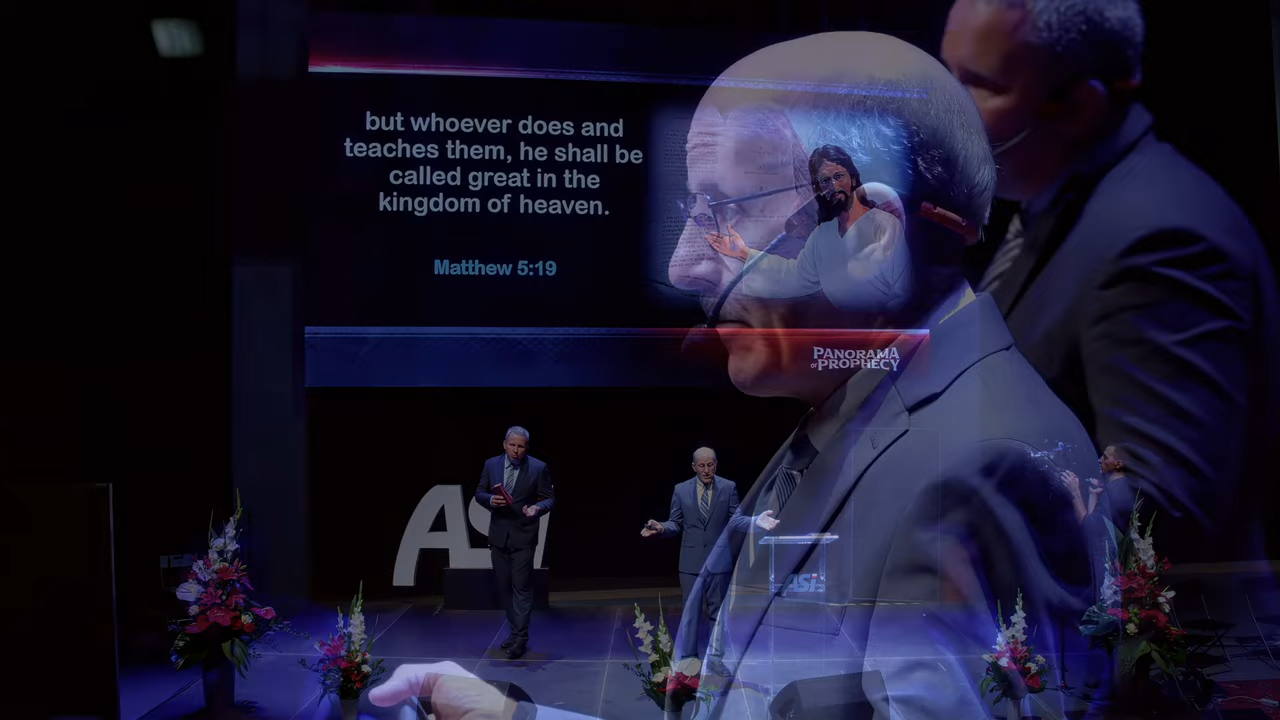 but whoever does and
teaches them, he shall be
called great in the
kingdom of heaven.
Matthew 5:19
PANORAMA
OF PROPHECY
ASi
ASi